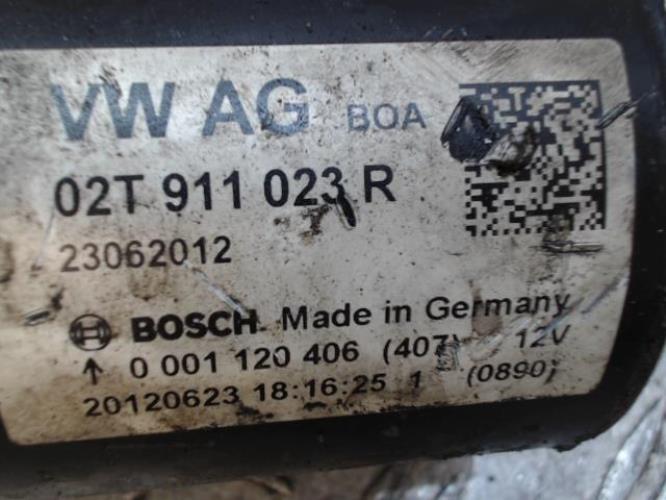 VW AG BOA
02T 911 023 R
23062012
BOSCH Made in Germany
↑ 0 001 120 406 (407) 12V
20120623 18:16:25 1 (0890)